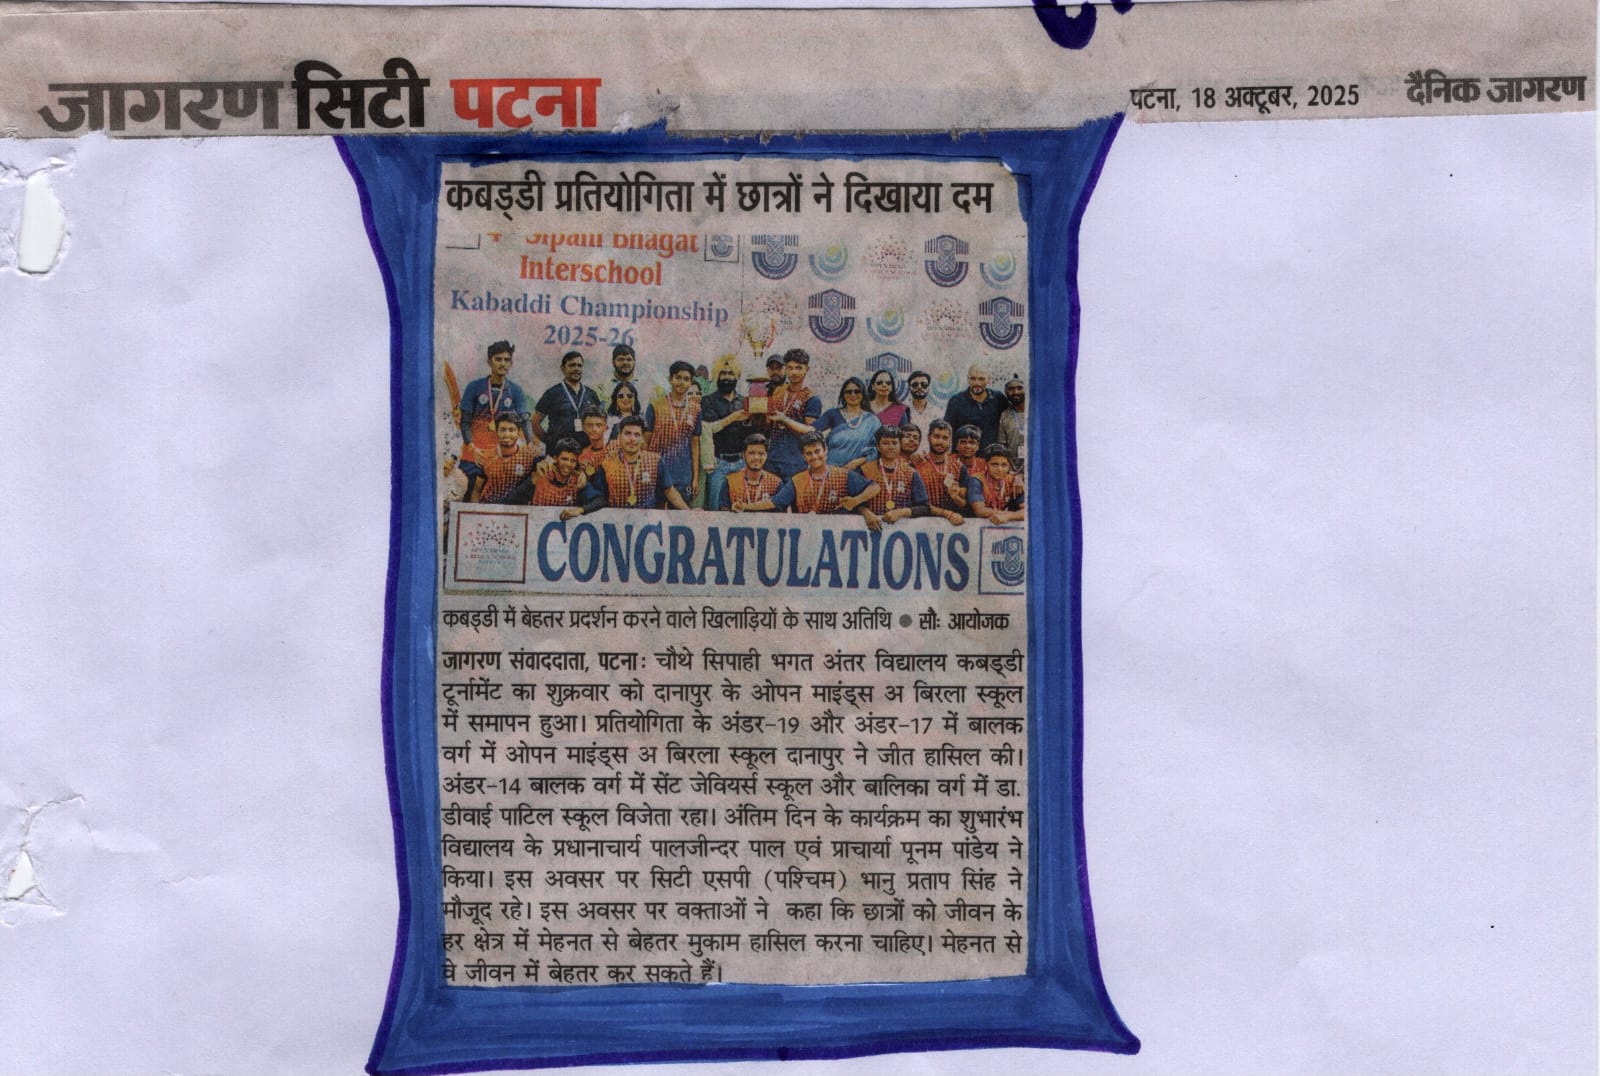 जागरण सिटी पटना
पटना, 18 अक्टूबर, 2025 दैनिक जागरण
कबड्डी प्रतियोगिता में छात्रों ने दिखाया दम
Sipahi Bhagat
Interschool
Kabaddi Championship
2025-26
CONGRATULATIONS
कबड्डी में बेहतर प्रदर्शन करने वाले खिलाड़ियों के साथ अतिथि ● सौः आयोजक
जागरण संवाददाता, पटनाः चौथे सिपाही भगत अंतर विद्यालय कबड्डी
टूर्नामेंट का शुक्रवार को दानापुर के ओपन माइंड्स अ बिरला स्कूल
में समापन हुआ। प्रतियोगिता के अंडर-19 और अंडर-17 में बालक
वर्ग में ओपन माइंड्स अ बिरला स्कूल दानापुर ने जीत हासिल की।
अंडर-14 बालक वर्ग में सेंट जेवियर्स स्कूल और बालिका वर्ग में डा.
डीवाई पाटिल स्कूल विजेता रहा। अंतिम दिन के कार्यक्रम का शुभारंभ
विद्यालय के प्रधानाचार्य पालजीन्दर पाल एवं प्राचार्या पूनम पांडेय ने
किया। इस अवसर पर सिटी एसपी (पश्चिम) भानु प्रताप सिंह ने
मौजूद रहे। इस अवसर पर वक्ताओं ने कहा कि छात्रों को जीवन के
हर क्षेत्र में मेहनत से बेहतर मुकाम हासिल करना चाहिए। मेहनत से
वे जीवन में बेहतर कर सकते हैं।